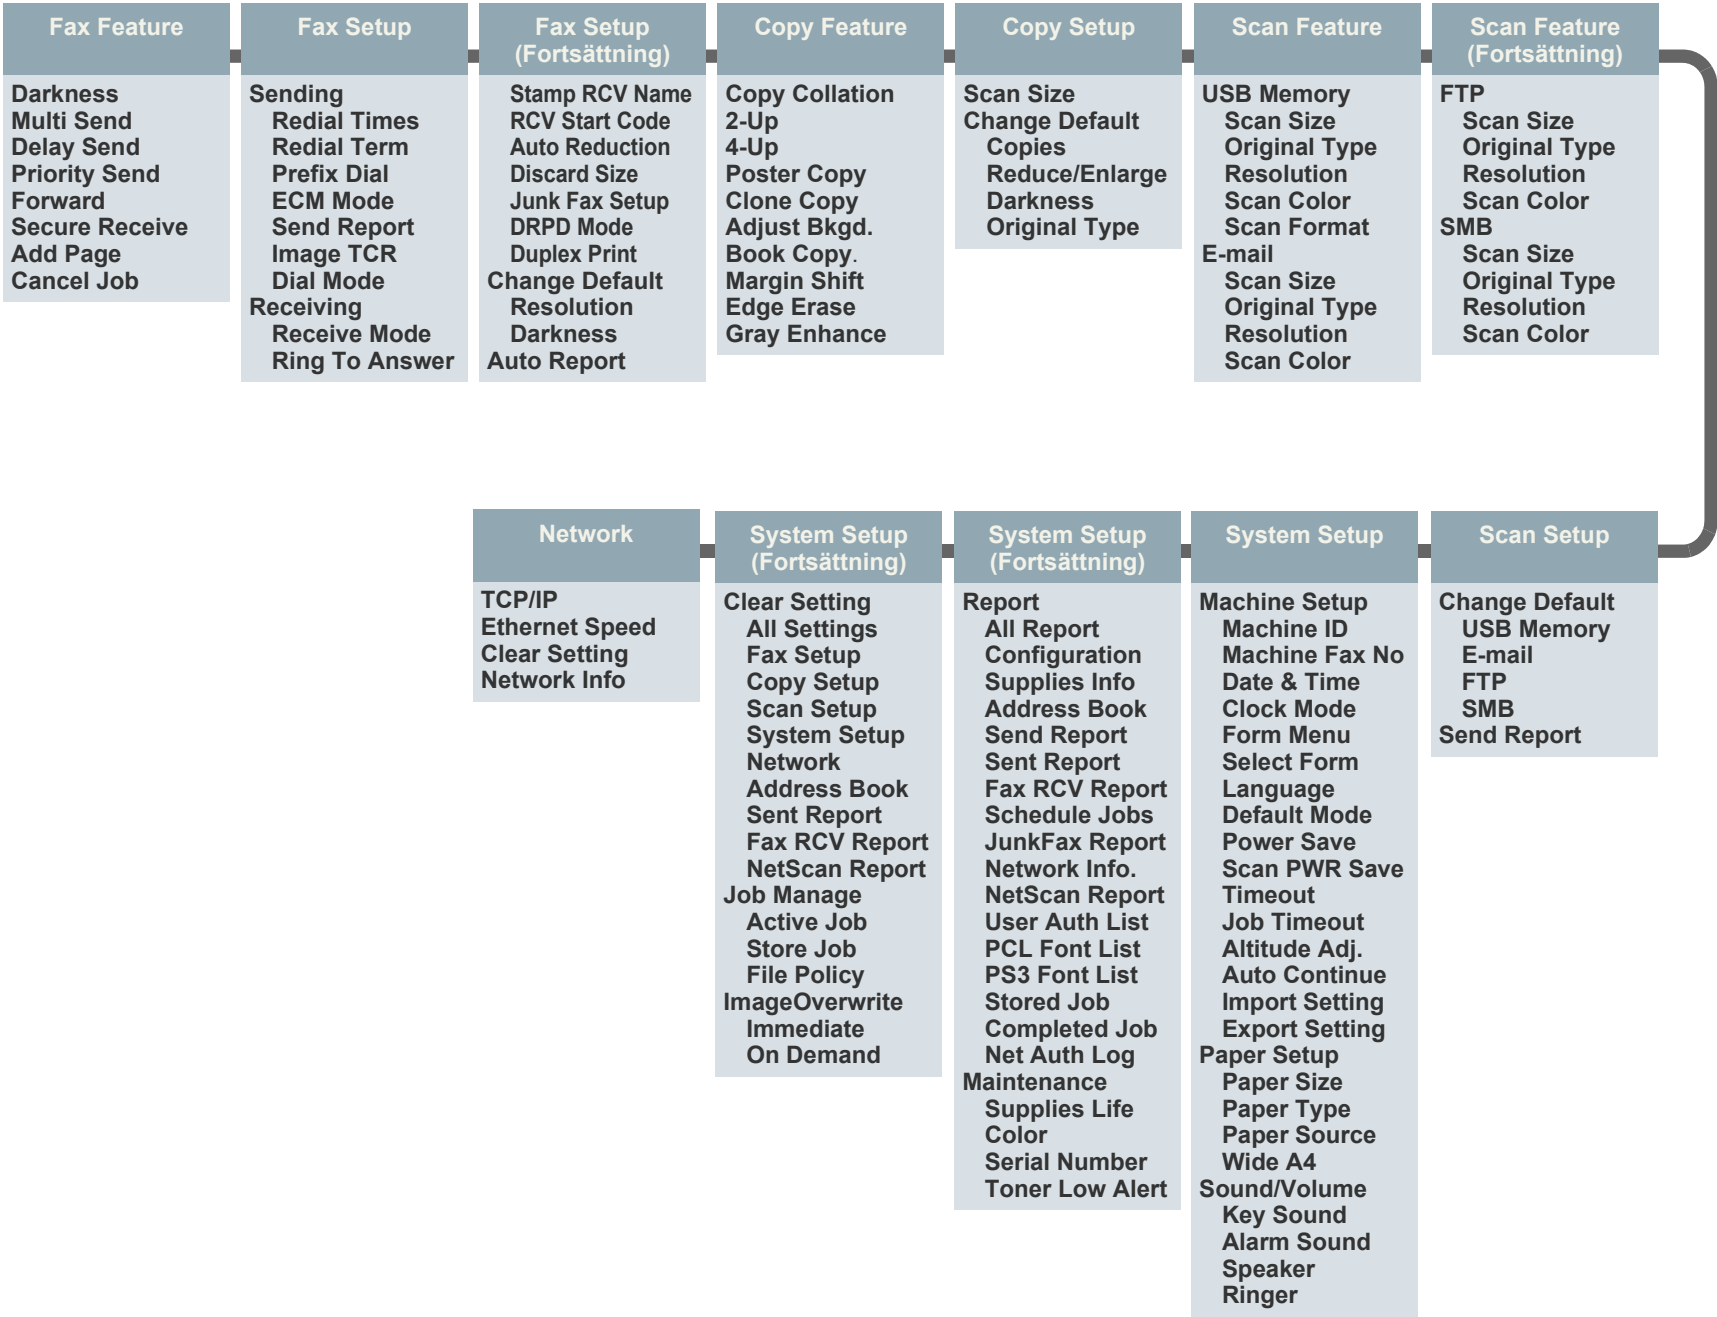 Fax Feature
Darkness
Multi Send
Delay Send
Priority Send
Forward
Secure Receive
Add Page
Cancel Job
Fax Setup
Sending
Redial Times
Redial Term
Prefix Dial
ECM Mode
Send Report
Image TCR
Dial Mode
Receiving
Receive Mode
Ring To Answer
Fax Setup
(Fortsättning)
Stamp RCV Name
RCV Start Code
Auto Reduction
Discard Size
Junk Fax Setup
DRPD Mode
Duplex Print
Change Default
Resolution
Darkness
Auto Report
Copy Feature
Copy Collation
2-Up
4-Up
Poster Copy
Clone Copy
Adjust Bkgd.
Book Copy.
Margin Shift
Edge Erase
Gray Enhance
Copy Setup
Scan Size
Change Default
Copies
Reduce/Enlarge
Darkness
Original Type
Scan Feature
USB Memory
Scan Size
Original Type
Resolution
Scan Color
Scan Format
E-mail
Scan Size
Original Type
Resolution
Scan Color
Scan Feature
(Fortsättning)
FTP
Scan Size
Original Type
Resolution
Scan Color
SMB
Scan Size
Original Type
Resolution
Scan Color
Network
TCP/IP
Ethernet Speed
Clear Setting
Network Info
System Setup
(Fortsättning)
Clear Setting
All Settings
Fax Setup
Copy Setup
Scan Setup
System Setup
Network
Address Book
Sent Report
Fax RCV Report
NetScan Report
Job Manage
Active Job
Store Job
File Policy
ImageOverwrite
Immediate
On Demand
System Setup
(Fortsättning)
Report
All Report
Configuration
Supplies Info
Address Book
Send Report
Sent Report
Fax RCV Report
Schedule Jobs
JunkFax Report
Network Info.
NetScan Report
User Auth List
PCL Font List
PS3 Font List
Stored Job
Completed Job
Net Auth Log
Maintenance
Supplies Life
Color
Serial Number
Toner Low Alert
System Setup
Machine Setup
Machine ID
Machine Fax No
Date & Time
Clock Mode
Form Menu
Select Form
Language
Default Mode
Power Save
Scan PWR Save
Timeout
Job Timeout
Altitude Adj.
Auto Continue
Import Setting
Export Setting
Paper Setup
Paper Size
Paper Type
Paper Source
Wide A4
Sound/Volume
Key Sound
Alarm Sound
Speaker
Ringer
Scan Setup
Change Default
USB Memory
E-mail
FTP
SMB
Send Report